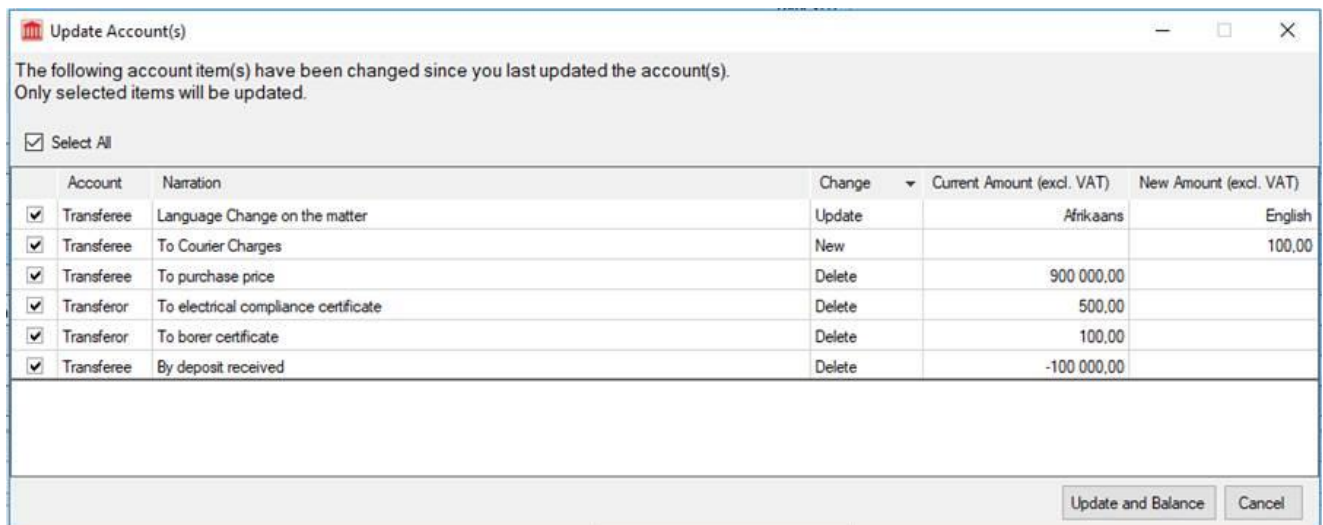 Update Account(s)
The following account item(s) have been changed since you last updated the account(s).
Only selected items will be updated.
Select All
Account Narration Change Current Amount (excl. VAT) New Amount (excl. VAT)
Transferee Language Change on the matter Update Afrikaans English
Transferee To Courier Charges New 100,00
Transferee To purchase price Delete 900 000,00
Transferor To electrical compliance certificate Delete 500,00
Transferor To borer certificate Delete 100,00
Transferee By deposit received Delete -100 000,00
Update and Balance Cancel